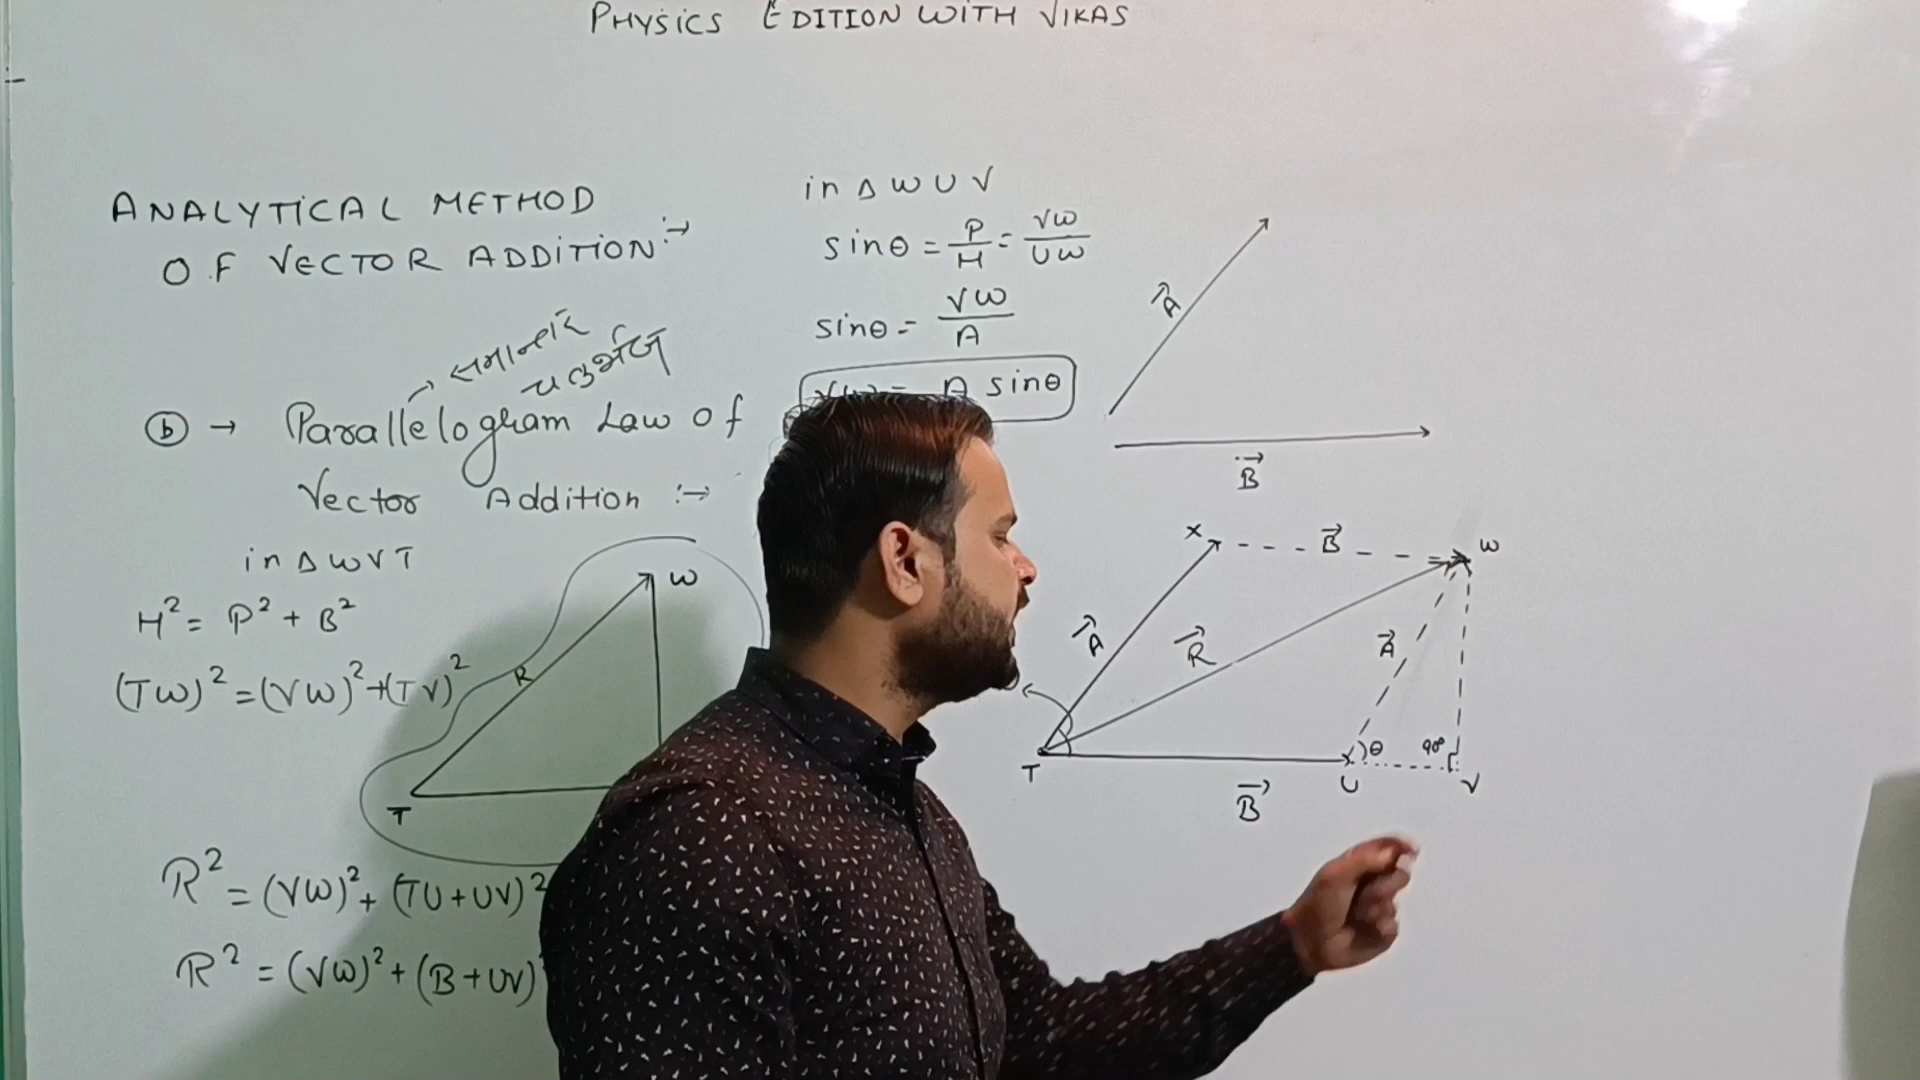 PHYSICS EDITION WITH VIKAS
ANALYTICAL METHOD
OF VECTOR ADDITION :→
समान्तर
चतुर्भुज
ⓑ → Parallelogram Law of
Vector Addition :→
in Δ WVT
H² = P² + B²
(TW)² = (VW)² + (TV)²
R
W
T
R² = (VW)² + (TU+UV)²
R² = (VW)² + (B+UV)
in Δ WUV
sinθ = P/H = VW/UW
sinθ = VW/A
VW = A sinθ
A⃗
B⃗
X
B⃗
W
A⃗
R⃗
A⃗
θ
90°
T
U
V
B⃗